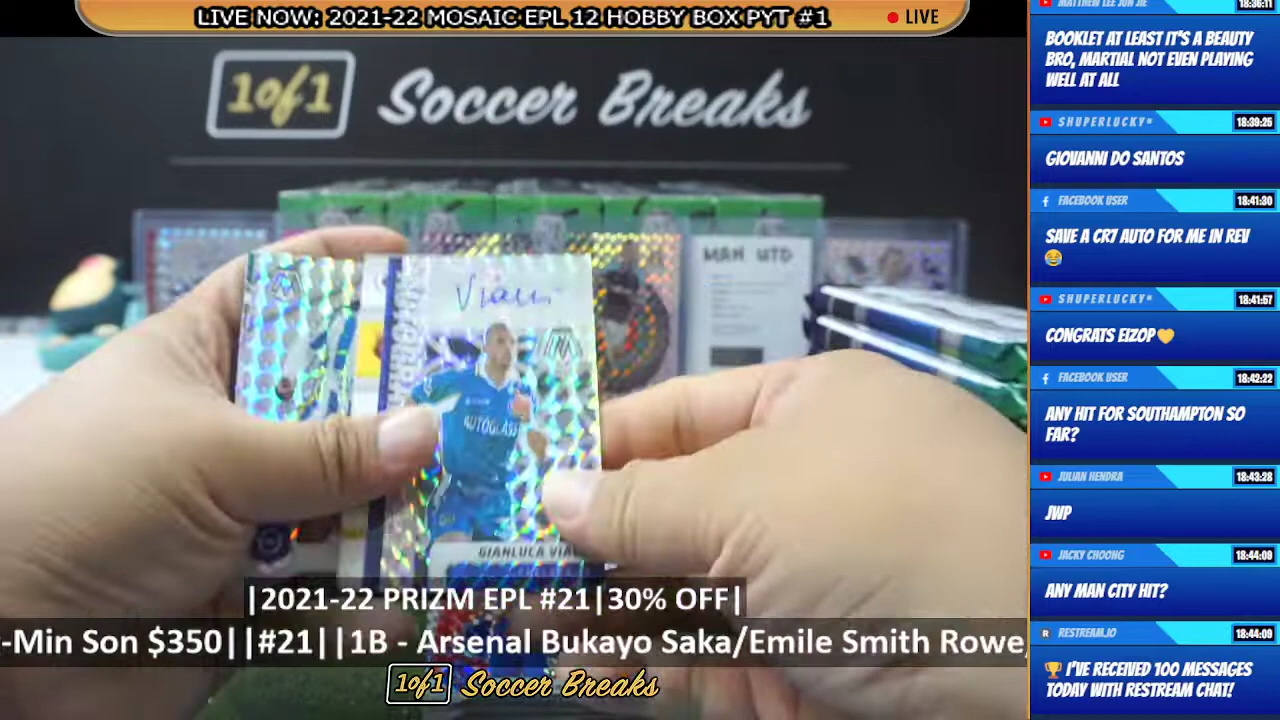 LIVE NOW: 2021-22 MOSAIC EPL 12 HOBBY BOX PYT #1
LIVE
1of1 Soccer Breaks
MAN UTD
Vialli
AUTOGLASS
GIANLUCA
|2021-22 PRIZM EPL #21|30% OFF|
-Min Son $350||#21||1B - Arsenal Bukayo Saka/Emile Smith Rowe/
1of1 Soccer Breaks
MATTHEW LEE JUN JIE 18:36:11
BOOKLET AT LEAST IT'S A BEAUTY
BRO, MARTIAL NOT EVEN PLAYING
WELL AT ALL
SHUPERLUCKY* 18:39:25
GIOVANNI DO SANTOS
FACEBOOK USER 18:41:30
SAVE A CR7 AUTO FOR ME IN REV
😂
SHUPERLUCKY* 18:41:57
CONGRATS EIZOP💛
FACEBOOK USER 18:42:22
ANY HIT FOR SOUTHAMPTON SO
FAR?
JULIAN HENDRA 18:43:28
JWP
JACKY CHOONG 18:44:09
ANY MAN CITY HIT?
R RESTREAM.IO 18:44:09
🏆 I'VE RECEIVED 100 MESSAGES
TODAY WITH RESTREAM CHAT!